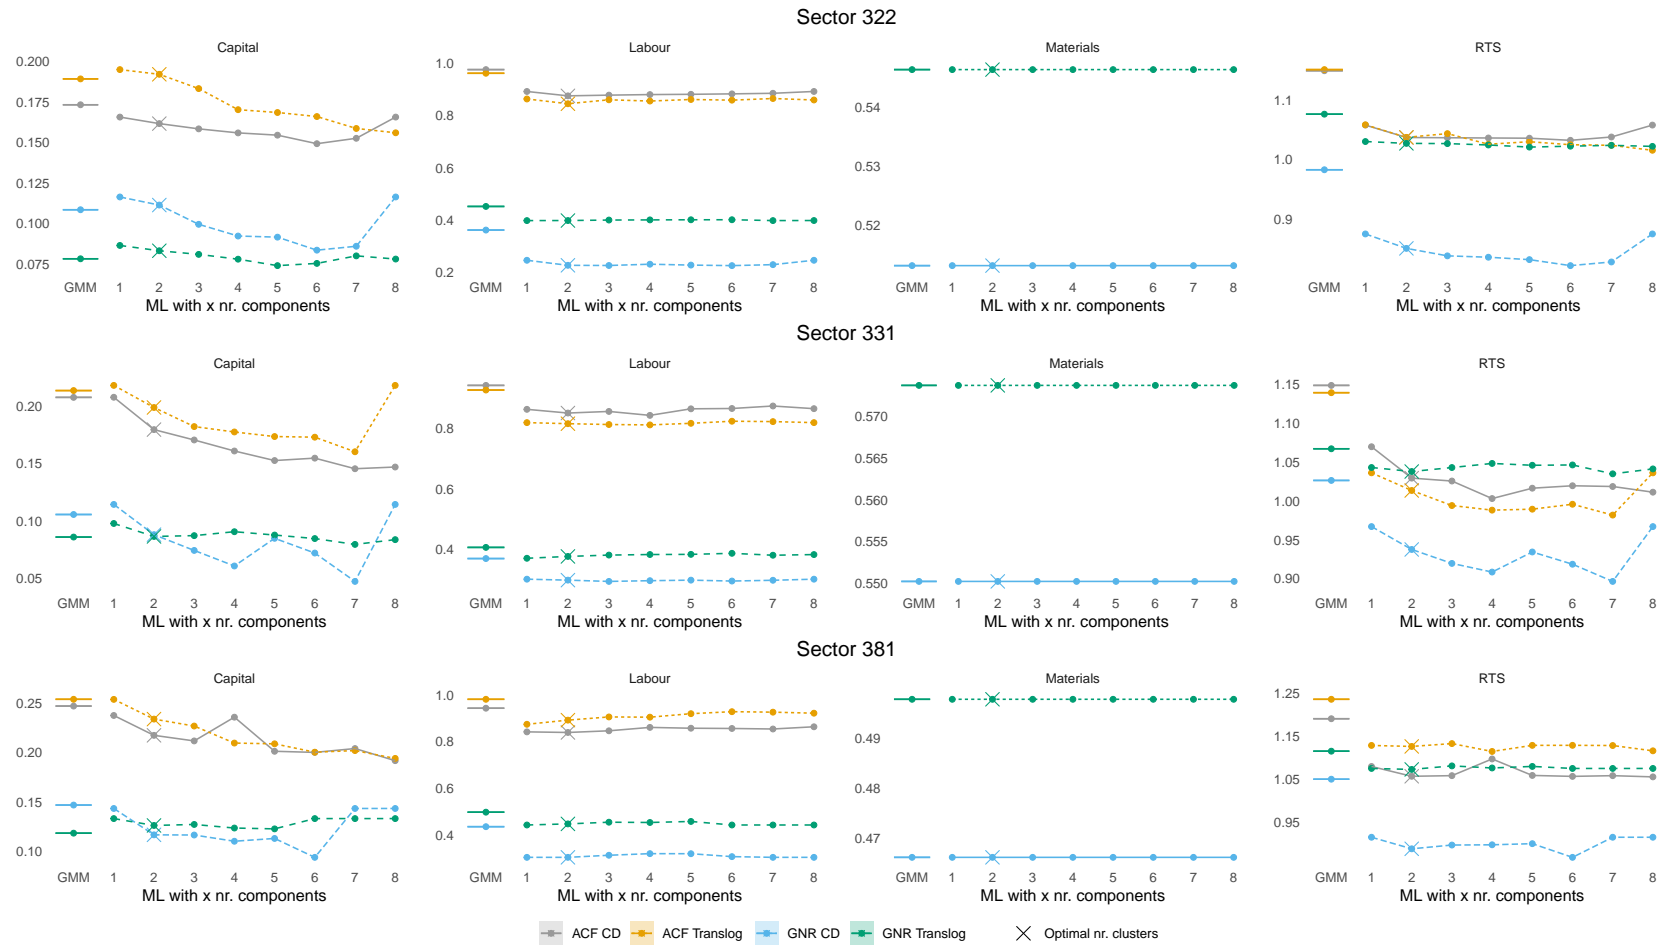 Sector 322
Capital
Labour
Materials
RTS
0.200
0.175
0.150
0.125
0.100
0.075
1.0
0.8
0.6
0.4
0.2
0.54
0.53
0.52
1.1
1.0
0.9
GMM 1 2 3 4 5 6 7 8
GMM 1 2 3 4 5 6 7 8
GMM 1 2 3 4 5 6 7 8
GMM 1 2 3 4 5 6 7 8
ML with x nr. components
ML with x nr. components
ML with x nr. components
ML with x nr. components
Sector 331
Capital
Labour
Materials
RTS
0.20
0.15
0.10
0.05
0.8
0.6
0.4
0.570
0.565
0.560
0.555
0.550
1.15
1.10
1.05
1.00
0.95
0.90
GMM 1 2 3 4 5 6 7 8
GMM 1 2 3 4 5 6 7 8
GMM 1 2 3 4 5 6 7 8
GMM 1 2 3 4 5 6 7 8
ML with x nr. components
ML with x nr. components
ML with x nr. components
ML with x nr. components
Sector 381
Capital
Labour
Materials
RTS
0.25
0.20
0.15
0.10
1.0
0.8
0.6
0.4
0.49
0.48
0.47
1.25
1.15
1.05
0.95
GMM 1 2 3 4 5 6 7 8
GMM 1 2 3 4 5 6 7 8
GMM 1 2 3 4 5 6 7 8
GMM 1 2 3 4 5 6 7 8
ML with x nr. components
ML with x nr. components
ML with x nr. components
ML with x nr. components
ACF CD ACF Translog GNR CD GNR Translog Optimal nr. clusters